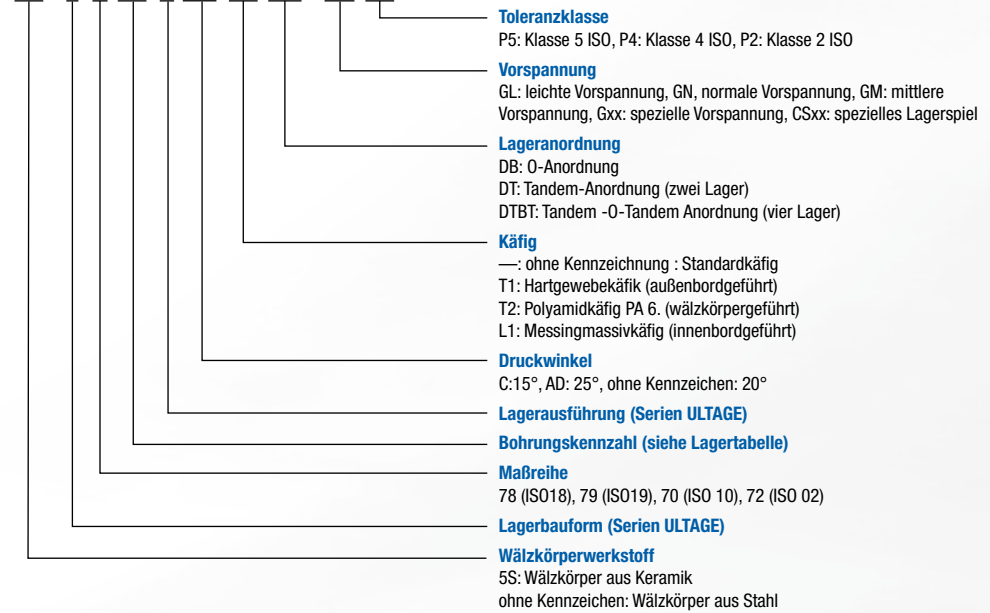 Toleranzklasse
P5: Klasse 5 ISO, P4: Klasse 4 ISO, P2: Klasse 2 ISO
Vorspannung
GL: leichte Vorspannung, GN, normale Vorspannung, GM: mittlere
Vorspannung, Gxx: spezielle Vorspannung, CSxx: spezielles Lagerspiel
Lageranordnung
DB: O-Anordnung
DT: Tandem-Anordnung (zwei Lager)
DTBT: Tandem -O-Tandem Anordnung (vier Lager)
Käfig
—: ohne Kennzeichnung : Standardkäfig
T1: Hartgewebekäfik (außenbordgeführt)
T2: Polyamidkäfig PA 6. (wälzkörpergeführt)
L1: Messingmassivkäfig (innenbordgeführt)
Druckwinkel
C:15°, AD: 25°, ohne Kennzeichen: 20°
Lagerausführung (Serien ULTAGE)
Bohrungskennzahl (siehe Lagertabelle)
Maßreihe
78 (ISO18), 79 (ISO19), 70 (ISO 10), 72 (ISO 02)
Lagerbauform (Serien ULTAGE)
Wälzkörperwerkstoff
5S: Wälzkörper aus Keramik
ohne Kennzeichen: Wälzkörper aus Stahl